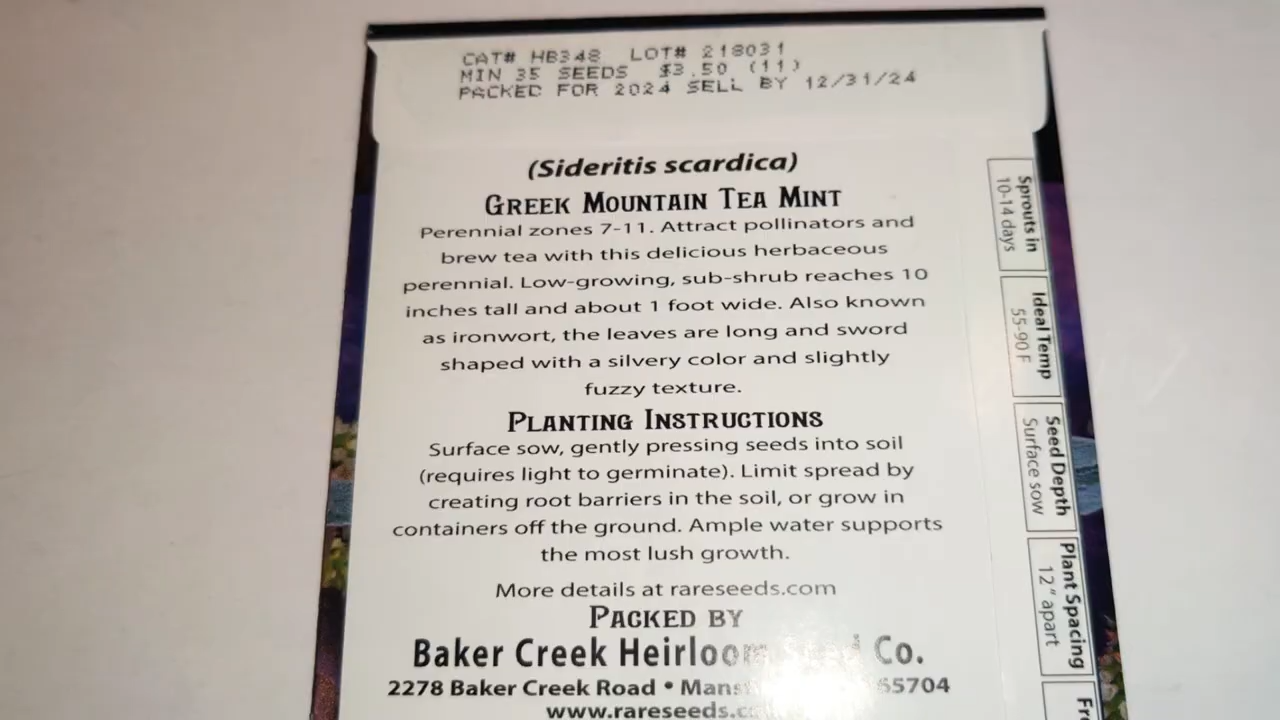 CAT# HB348 LOT# 218031
MIN 35 SEEDS $3.50 (11)
PACKED FOR 2024 SELL BY 12/31/24
(Sideritis scardica)
GREEK MOUNTAIN TEA MINT
Perennial zones 7-11. Attract pollinators and
brew tea with this delicious herbaceous
perennial. Low-growing, sub-shrub reaches 10
inches tall and about 1 foot wide. Also known
as ironwort, the leaves are long and sword
shaped with a silvery color and slightly
fuzzy texture.
PLANTING INSTRUCTIONS
Surface sow, gently pressing seeds into soil
(requires light to germinate). Limit spread by
creating root barriers in the soil, or grow in
containers off the ground. Ample water supports
the most lush growth.
More details at rareseeds.com
PACKED BY
Baker Creek Heirloom Seed Co.
2278 Baker Creek Road • 65704
Sprouts in
10-14 days
Ideal Temp
55-90 F
Seed Depth
Surface sow
Plant Spacing
12" apart